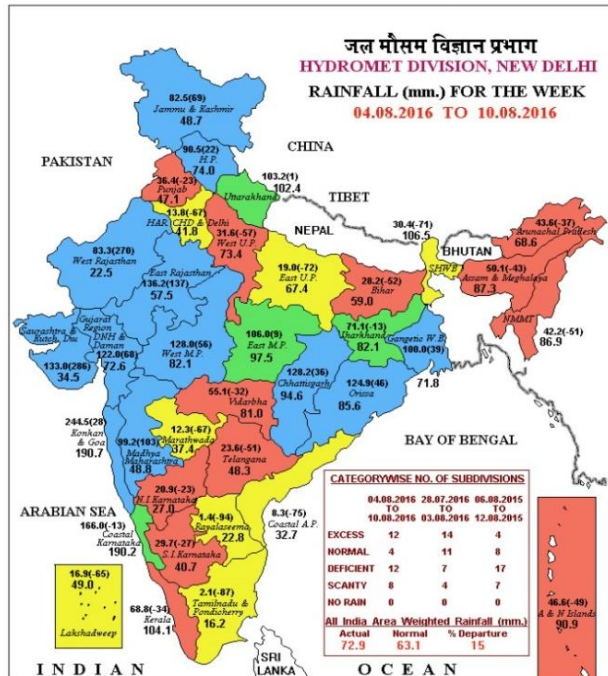 जल मौसम विज्ञान प्रभाग
HYDROMET DIVISION, NEW DELHI
RAINFALL (mm.) FOR THE WEEK
04.08.2016 TO 10.08.2016
82.5(69)
Jammu & Kashmir
48.7
98.5(22)
H.P.
74.0
CHINA
PAKISTAN
36.4(-23)
Punjab
47.1
103.2(1)
102.4
Uttarakhand
TIBET
13.8(-67)
HAR. CHD & Delhi
41.8
31.6(-57)
West U.P.
73.4
NEPAL
30.4(-71)
106.5
BHUTAN
43.6(-37)
Arunachal Pradesh
68.6
83.3(270)
West Rajasthan
22.5
East Rajasthan
136.2(137)
57.5
19.0(-72)
East U.P.
67.4
28.2(-52)
Bihar
59.0
SHWB
50.1(-43)
Assam & Meghalaya
87.3
NMMT
42.2(-51)
86.9
Saurashtra &
Kutch, Diu
133.0(286)
34.5
Gujarat
Region
DNH &
Daman
122.0(68)
72.6
128.0(56)
West M.P.
82.1
106.0(9)
East M.P.
97.5
71.1(-13)
Jharkhand
82.1
Gangetic W.B.
100.0(39)
71.8
128.2(36)
Chhattisgarh
94.6
124.9(46)
Orissa
85.6
55.1(-32)
Vidarbha
81.0
244.5(28
Konkan
& Goa
190.7
99.2(103)
Madhya
Maharashtra
48.8
12.3(-67)
Marathwada
37.4
23.6(-51)
Telangana
48.3
BAY OF BENGAL
ARABIAN SEA
20.9(-23)
N.I.Karnataka
27.0
166.0(-13)
Coastal
Karnataka
190.2
1.4(-94)
Rayalaseema
22.8
8.3(-75)
Coastal A.P.
32.7
29.7(-27)
S.I.Karnataka
40.7
16.9(-65)
49.0
Lakshadweep
68.8(-34)
Kerala
104.1
2.1(-87)
Tamilnadu &
Pondicherry
16.2
SRI
LANKA
INDIAN OCEAN
CATEGORYWISE NO. OF SUBDIVISIONS
04.08.2016 28.07.2016 06.08.2015
TO TO TO
10.08.2016 03.08.2016 12.08.2015
EXCESS 12 14 4
NORMAL 4 11 8
DEFICIENT 12 7 17
SCANTY 8 4 7
NO RAIN 0 0 0
All India Area Weighted Rainfall (mm.)
Actual Normal % Departure
72.9 63.1 15
46.6(-49)
A & N Islands
90.9